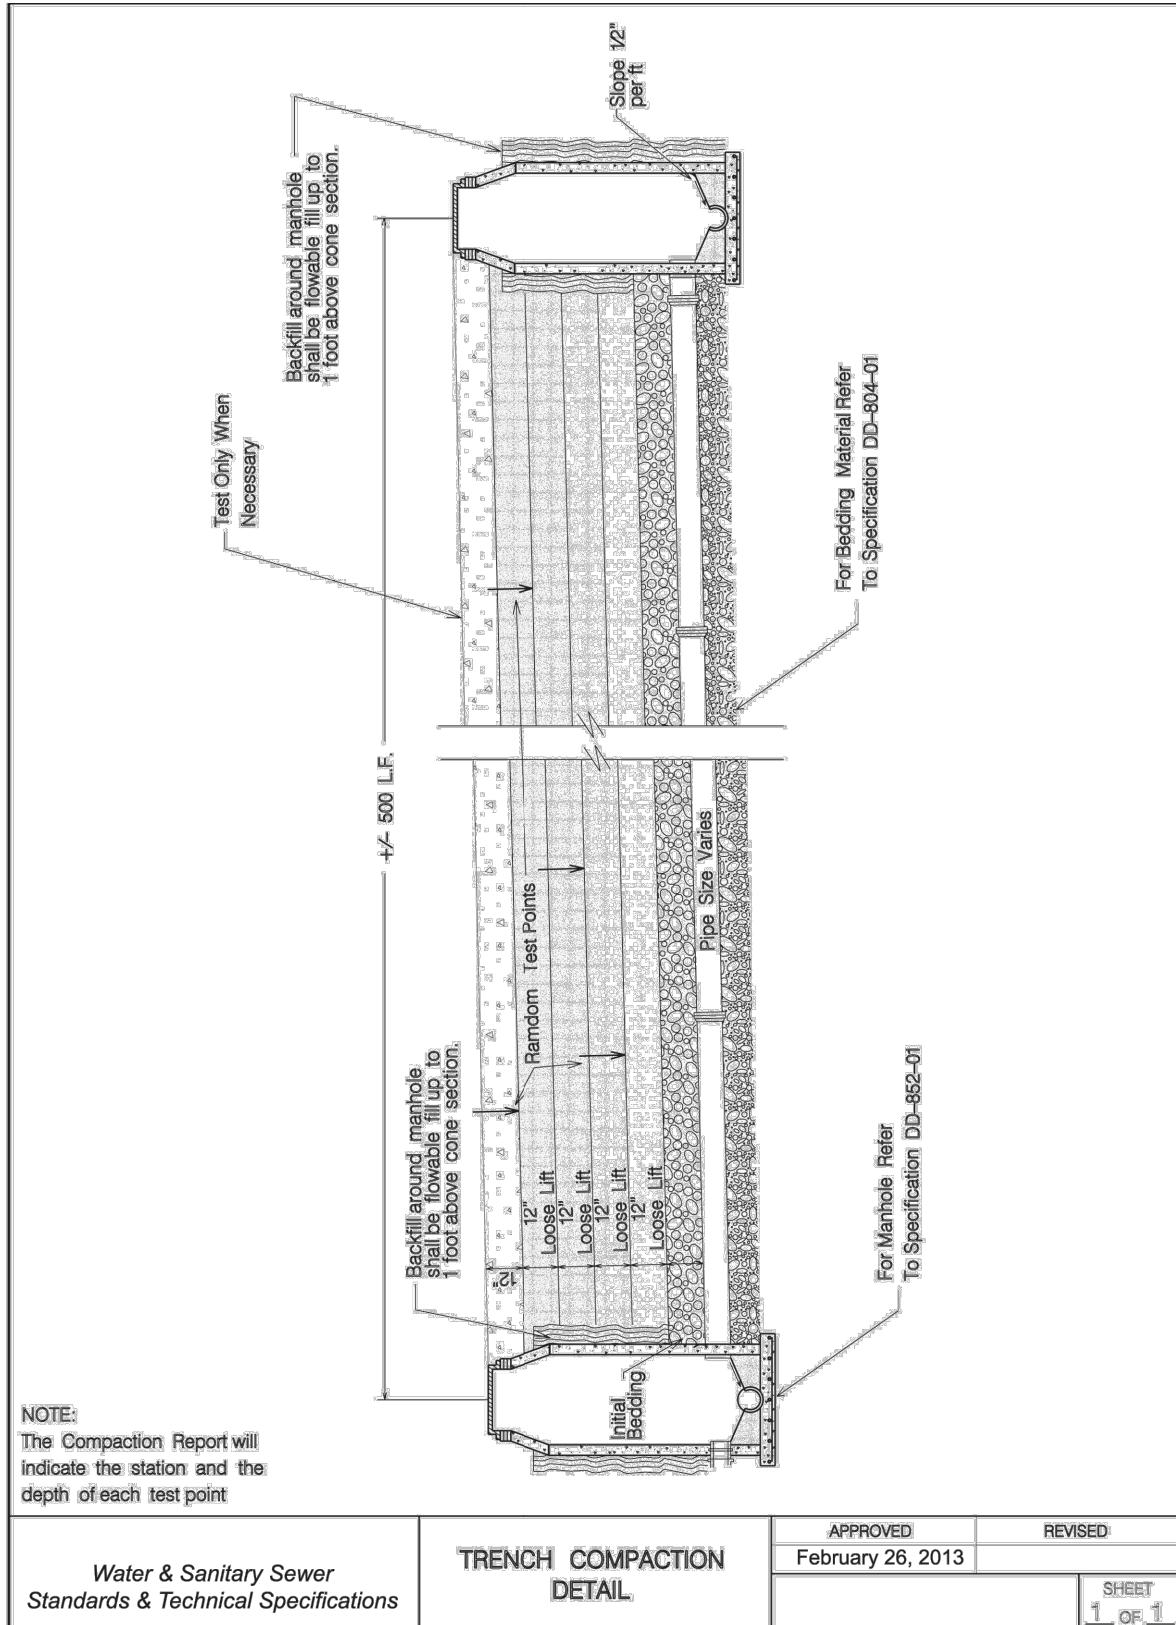 Slope 1/2"
per ft
Backfill around manhole
shall be flowable fill up to
1 foot above cone section.
Test Only When
Necessary
For Bedding Material Refer
To Specification DD-804-01
+/- 500 L.F.
Pipe Size Varies
Ramdom Test Points
Backfill around manhole
shall be flowable fill up to
1 foot above cone section.
12"
12"
Loose Lift
12"
Loose Lift
12"
Loose Lift
12"
Loose Lift
For Manhole Refer
To Specification DD-852-01
Initial
Bedding
NOTE:
The Compaction Report will
indicate the station and the
depth of each test point
Water & Sanitary Sewer
Standards & Technical Specifications
TRENCH COMPACTION
DETAIL
APPROVED
February 26, 2013
REVISED
SHEET
1 OF 1